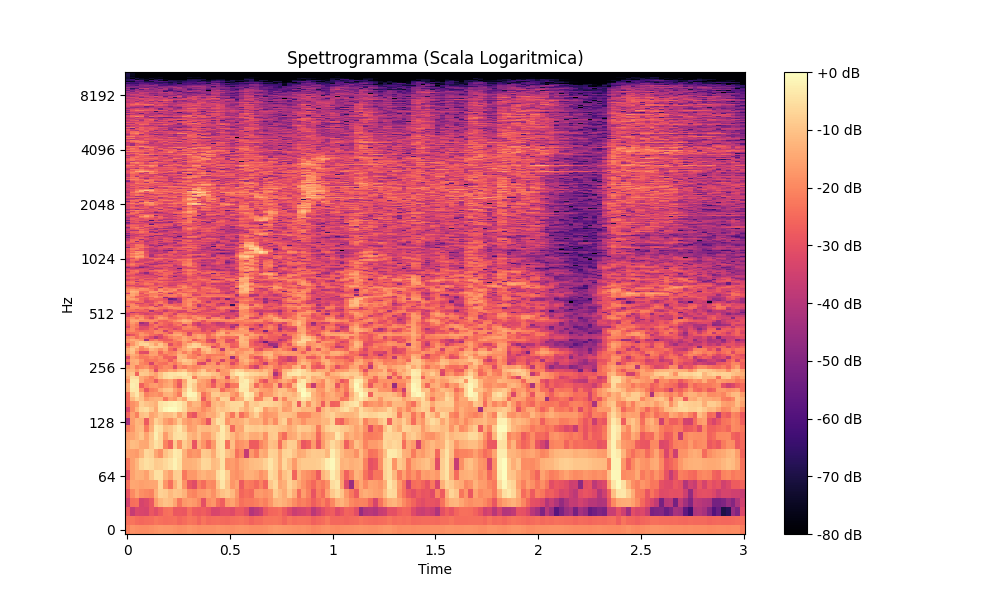 Spettrogramma (Scala Logaritmica)
Hz
8192
4096
2048
1024
512
256
128
64
0
0 0.5 1 1.5 2 2.5 3
Time
+0 dB
-10 dB
-20 dB
-30 dB
-40 dB
-50 dB
-60 dB
-70 dB
-80 dB